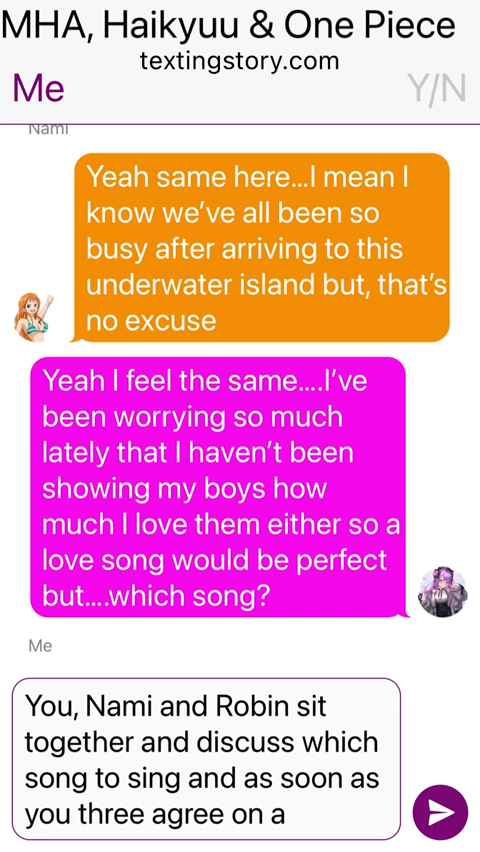 MHA, Haikyuu & One Piece
textingstory.com
Me Y/N
Nami
Yeah same here...I mean I
know we've all been so
busy after arriving to this
underwater island but, that's
no excuse
Yeah I feel the same....I've
been worrying so much
lately that I haven't been
showing my boys how
much I love them either so a
love song would be perfect
but....which song?
Me
You, Nami and Robin sit
together and discuss which
song to sing and as soon as
you three agree on a